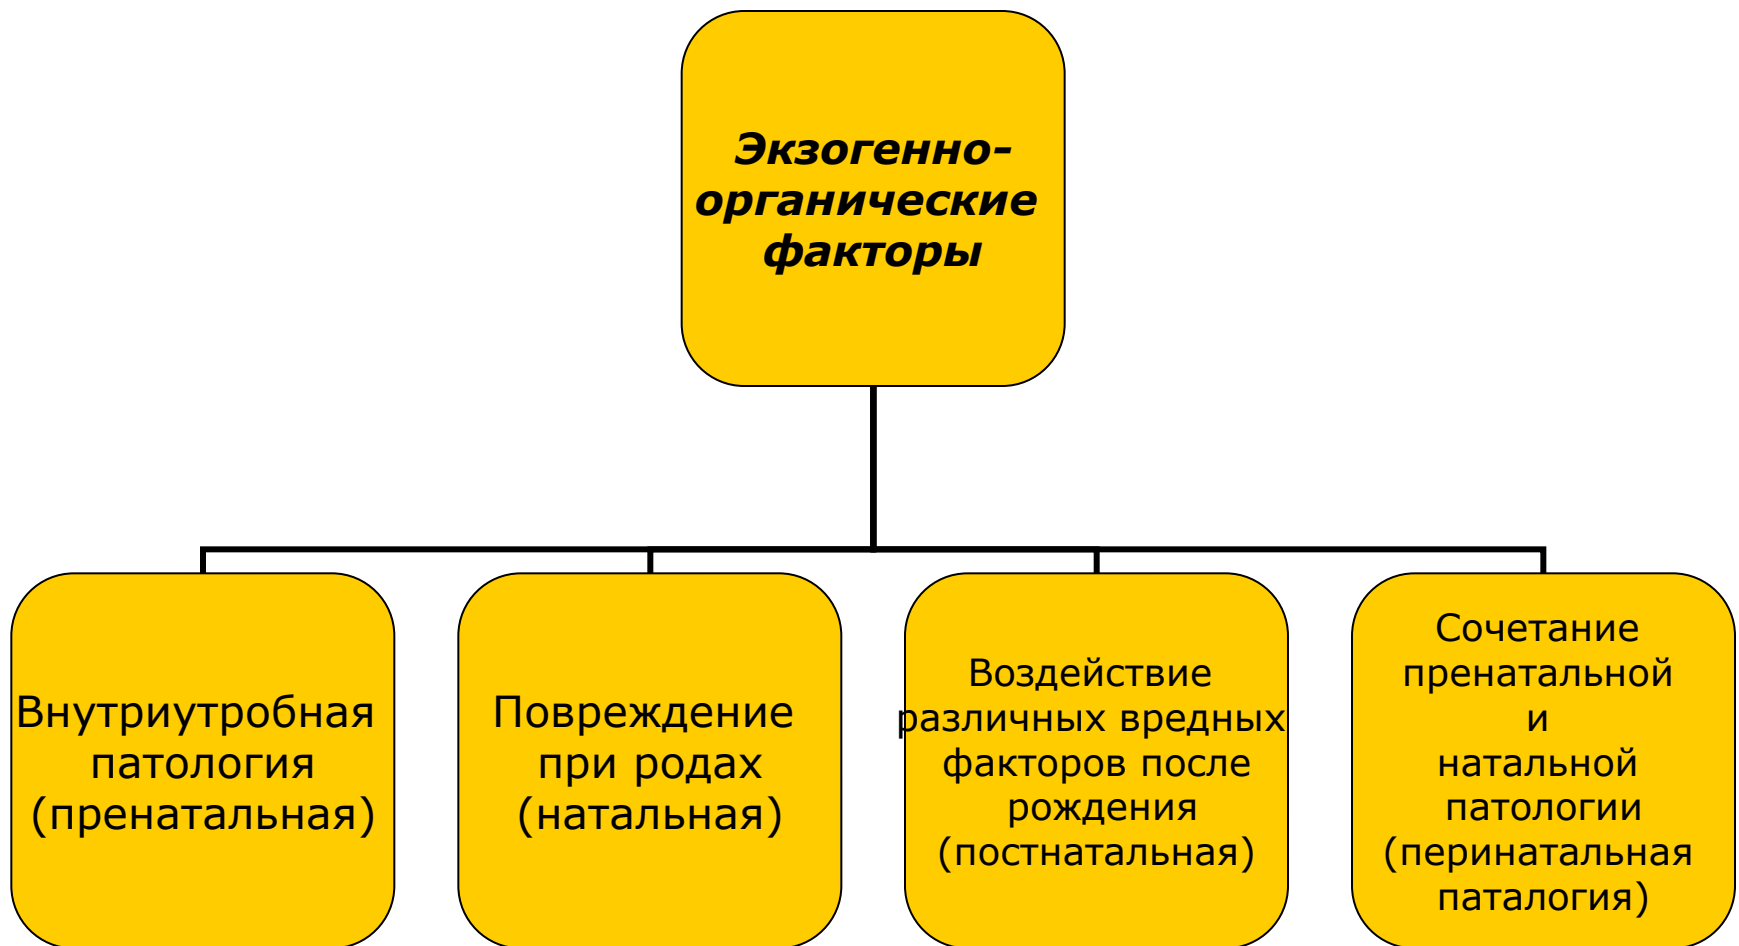 Экзогенно-
органические
факторы
Внутриутробная
патология
(пренатальная)
Повреждение
при родах
(натальная)
Воздействие
различных вредных
факторов после
рождения
(постнатальная)
Сочетание
пренатальной
и
натальной
патологии
(перинатальная
паталогия)